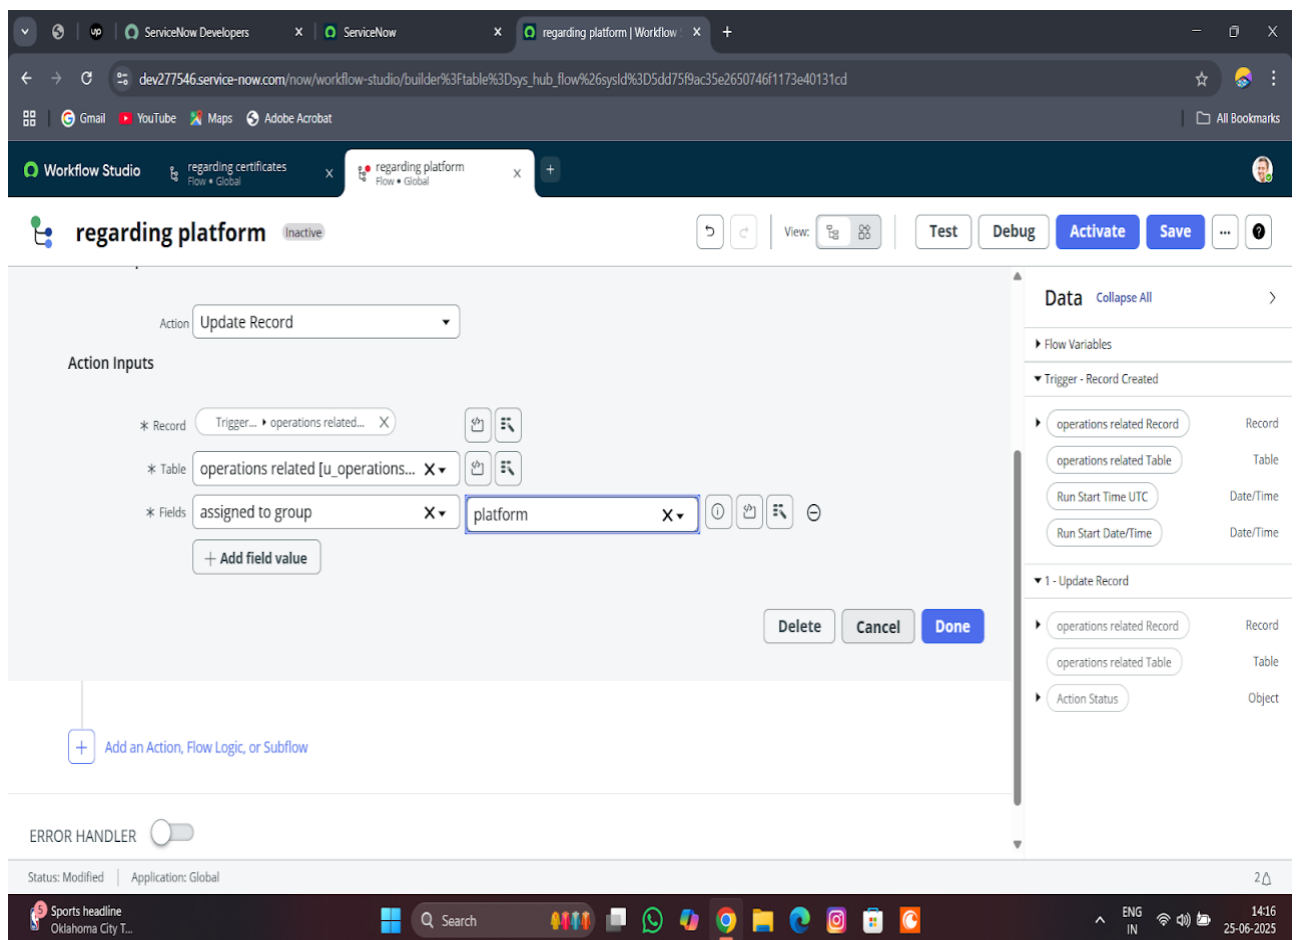 ServiceNow Developers
ServiceNow
regarding platform | Workflow
dev277546.service-now.com/now/workflow-studio/builder%3Ftable%3Dsys_hub_flow%26sysId%3D5dd75f9ac35e2650746f1173e40131cd
Gmail
YouTube
Maps
Adobe Acrobat
All Bookmarks
Workflow Studio
regarding certificates
Flow • Global
regarding platform
Flow • Global
regarding platform
Inactive
View:
Test
Debug
Activate
Save
Action
Update Record
Action Inputs
* Record
Trigger... ▸ operations related...
* Table
operations related [u_operations...
* Fields
assigned to group
platform
+ Add field value
Delete
Cancel
Done
Add an Action, Flow Logic, or Subflow
ERROR HANDLER
Data
Collapse All
Flow Variables
Trigger - Record Created
operations related Record
Record
operations related Table
Table
Run Start Time UTC
Date/Time
Run Start Date/Time
Date/Time
1 - Update Record
operations related Record
Record
operations related Table
Table
Action Status
Object
Status: Modified
Application: Global
2
5
Sports headline
Oklahoma City T...
Search
ENG
IN
14:16
25-06-2025